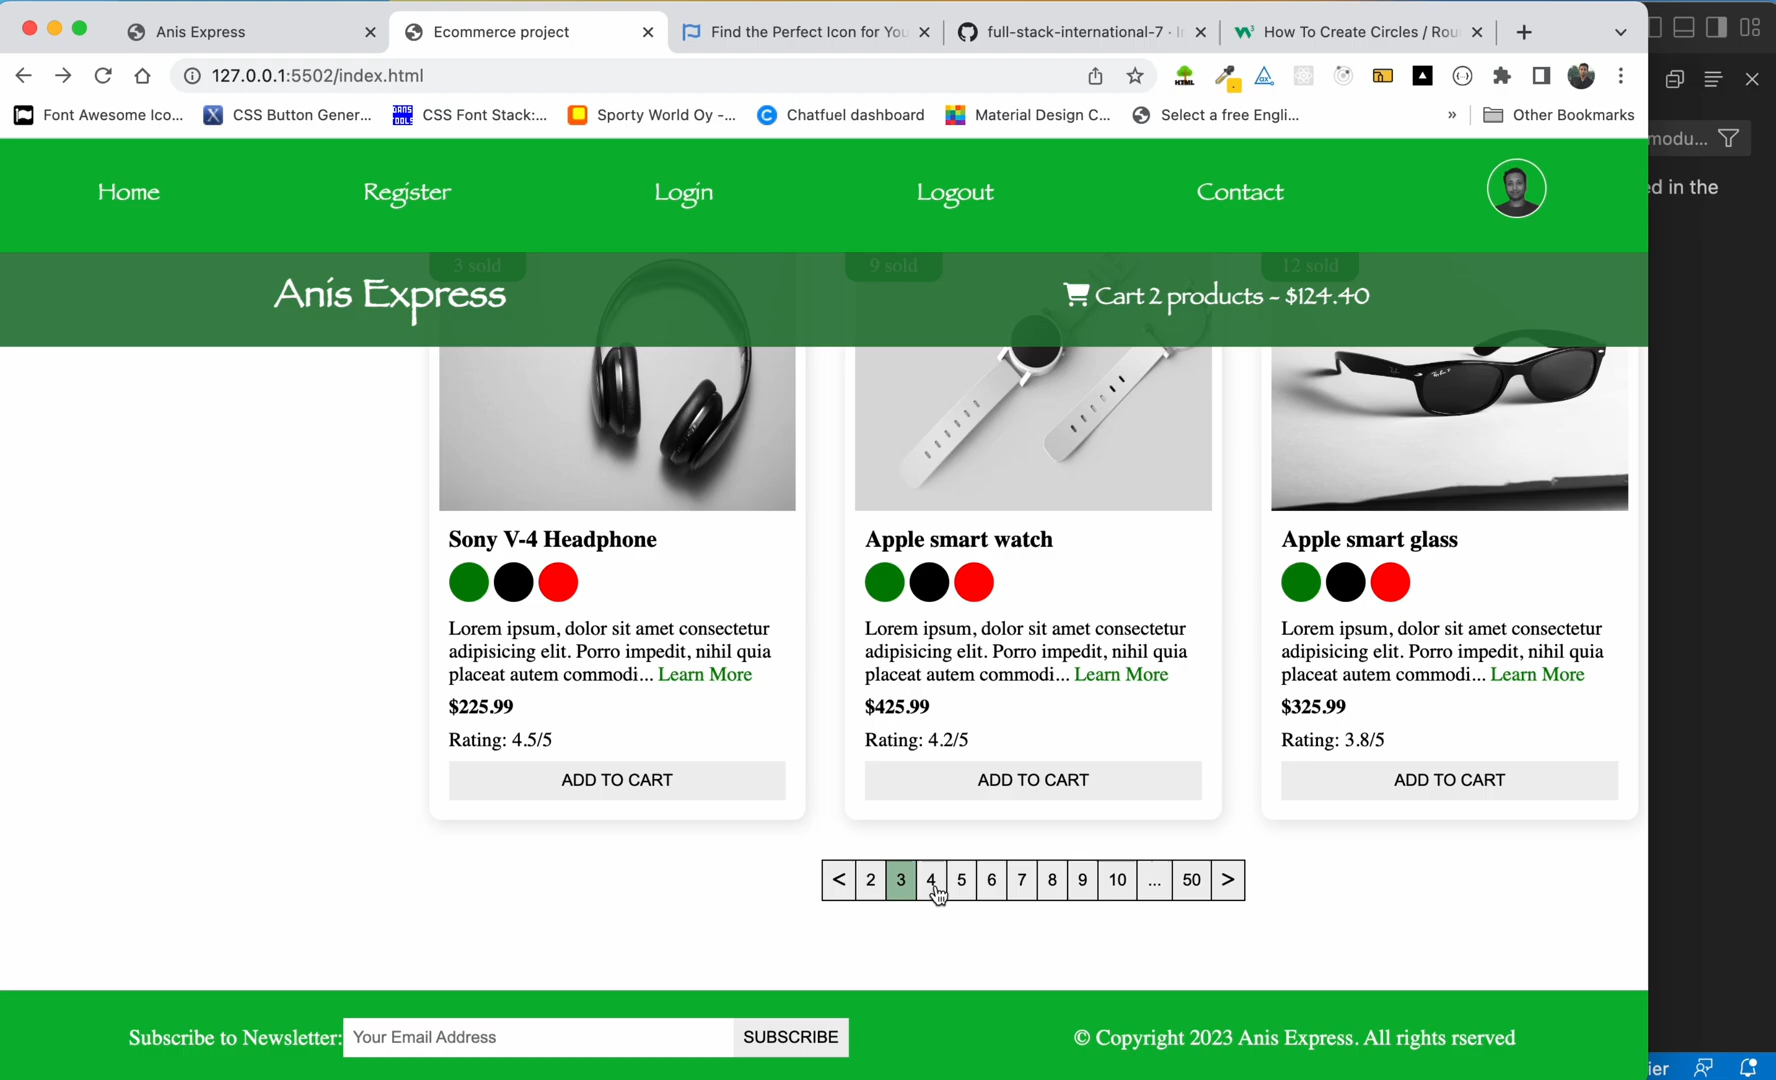 Anis Express
Ecommerce project
Find the Perfect Icon for You
full-stack-international-7 ·
How To Create Circles / Rou
127.0.0.1:5502/index.html
modu...
Font Awesome Ico...
CSS Button Gener...
CSS Font Stack:...
Sporty World Oy -...
Chatfuel dashboard
Material Design C...
Select a free Engli...
»
Other Bookmarks
ed in the
Home
Register
Login
Logout
Contact
3 sold
9 sold
12 sold
Anis Express
Cart 2 products - $124.40
Sony V-4 Headphone
Lorem ipsum, dolor sit amet consectetur
adipisicing elit. Porro impedit, nihil quia
placeat autem commodi... Learn More
$225.99
Rating: 4.5/5
ADD TO CART
Apple smart watch
Lorem ipsum, dolor sit amet consectetur
adipisicing elit. Porro impedit, nihil quia
placeat autem commodi... Learn More
$425.99
Rating: 4.2/5
ADD TO CART
Apple smart glass
Lorem ipsum, dolor sit amet consectetur
adipisicing elit. Porro impedit, nihil quia
placeat autem commodi... Learn More
$325.99
Rating: 3.8/5
ADD TO CART
< 2 3 4 5 6 7 8 9 10 ... 50 >
Subscribe to Newsletter: Your Email Address SUBSCRIBE
© Copyright 2023 Anis Express. All rights rserved
ier